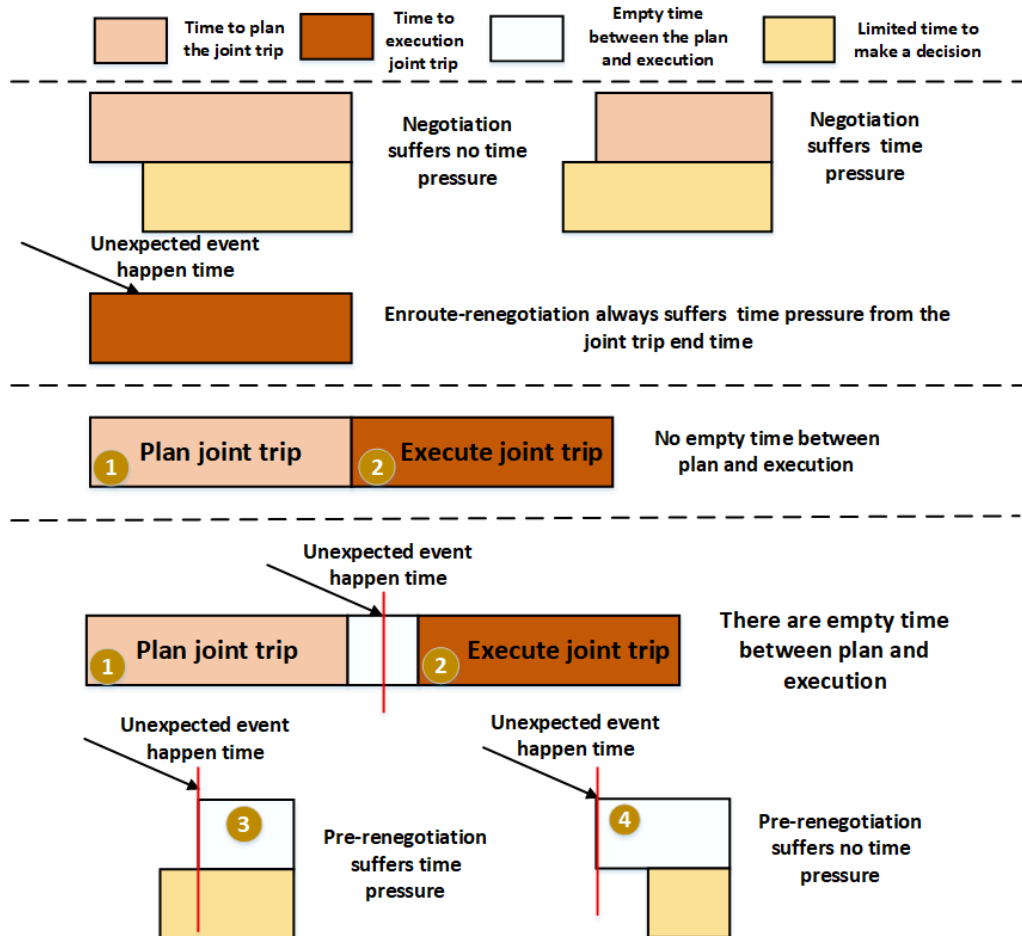 Time to plan
the joint trip
Time to
execution
joint trip
Empty time
between the plan
and execution
Limited time to
make a decision
Negotiation
suffers no time
pressure
Negotiation
suffers time
pressure
Unexpected event
happen time
Enroute-renegotiation always suffers time pressure from the
joint trip end time
1 Plan joint trip
2 Execute joint trip
No empty time between
plan and execution
Unexpected event
happen time
1 Plan joint trip
2 Execute joint trip
There are empty time
between plan and
execution
Unexpected event
happen time
3
Pre-renegotiation
suffers time
pressure
Unexpected event
happen time
4
Pre-renegotiation
suffers no time
pressure